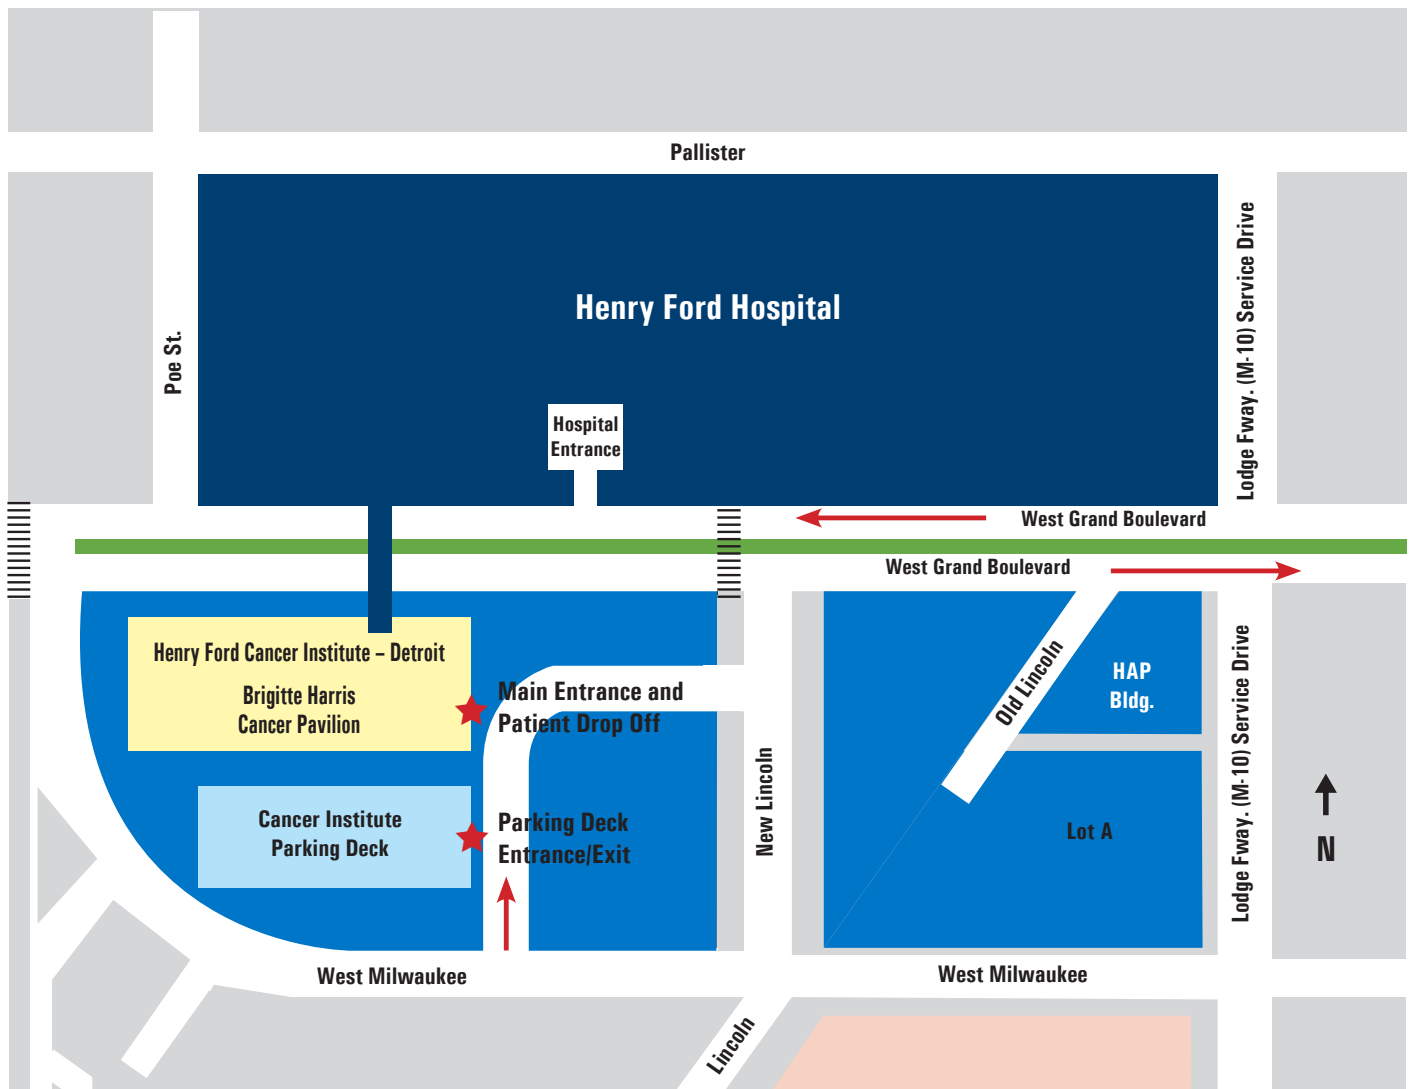 Pallister
Poe St.
Henry Ford Hospital
Lodge Fway. (M-10) Service Drive
Hospital
Entrance
West Grand Boulevard
West Grand Boulevard
Henry Ford Cancer Institute – Detroit
Brigitte Harris
Cancer Pavilion
Main Entrance and
Patient Drop Off
Old Lincoln
HAP
Bldg.
Cancer Institute
Parking Deck
Parking Deck
Entrance/Exit
New Lincoln
Lot A
Lodge Fway. (M-10) Service Drive
N
West Milwaukee
West Milwaukee
Lincoln